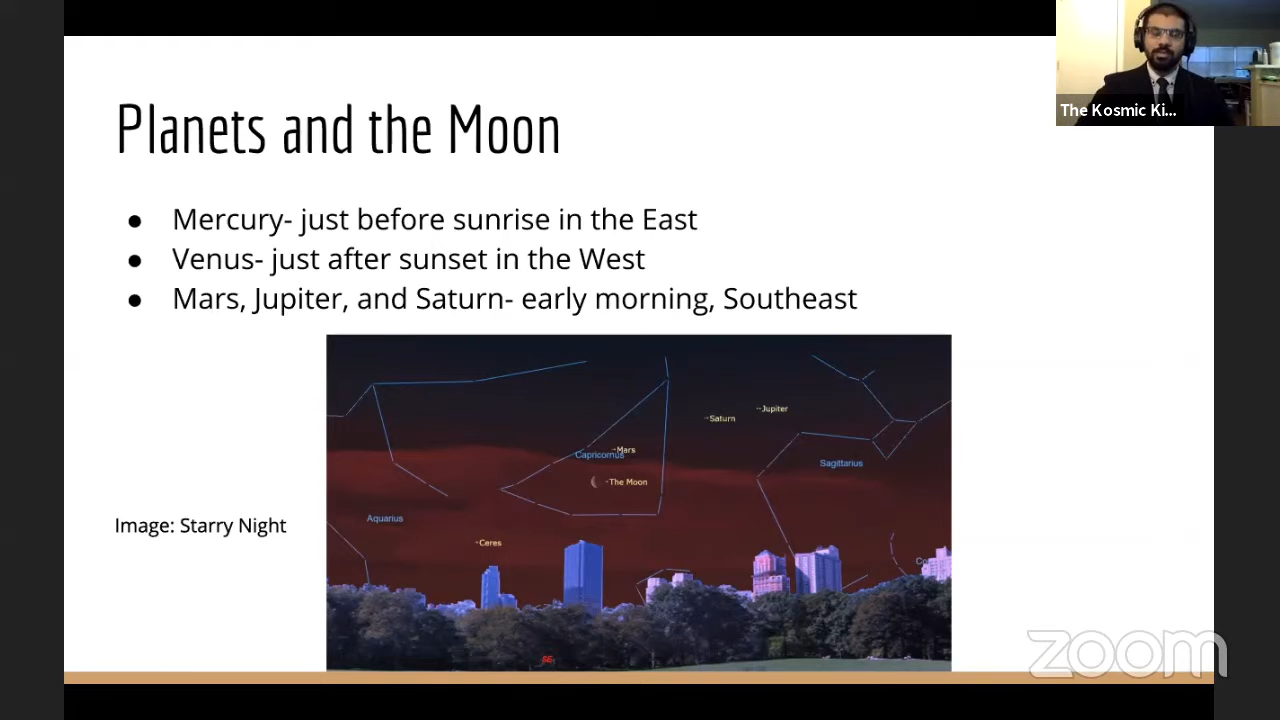 The Kosmic Ki...
Planets and the Moon
● Mercury- just before sunrise in the East
● Venus- just after sunset in the West
● Mars, Jupiter, and Saturn- early morning, Southeast
Jupiter
Saturn
Mars
Capricornus
Sagittarius
The Moon
Aquarius
Image: Starry Night
Ceres
Co
SE
zoom